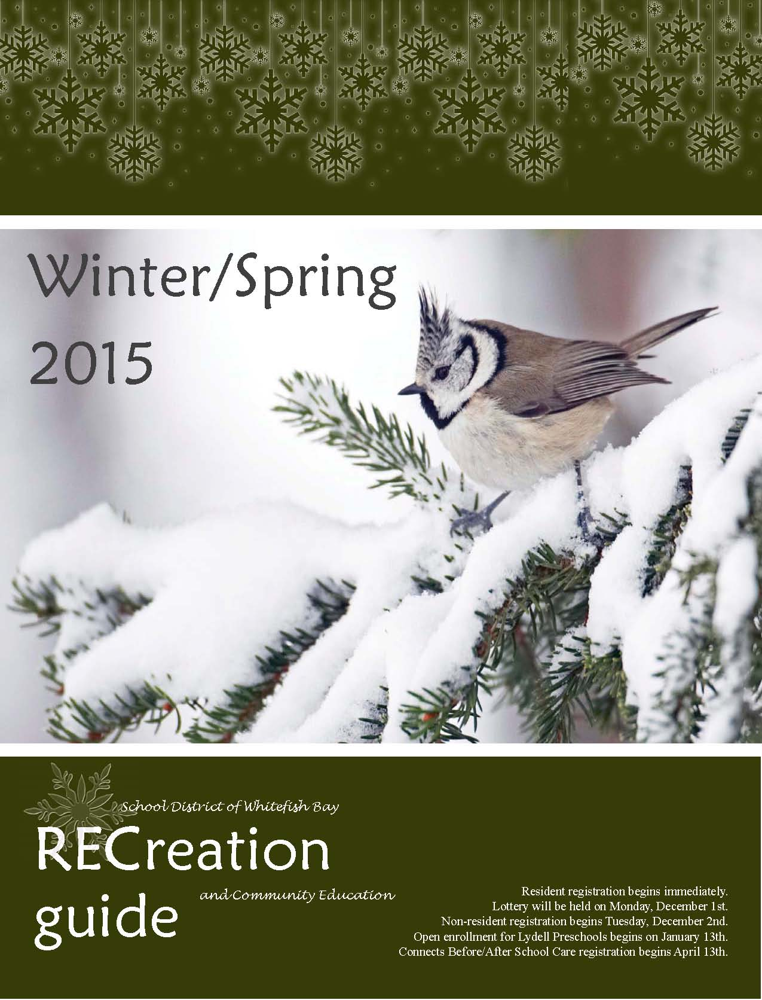 Winter/Spring
2015
School District of Whitefish Bay
RECreation
and Community Education
guide
Resident registration begins immediately.
Lottery will be held on Monday, December 1st.
Non-resident registration begins Tuesday, December 2nd.
Open enrollment for Lydell Preschools begins on January 13th.
Connects Before/After School Care registration begins April 13th.